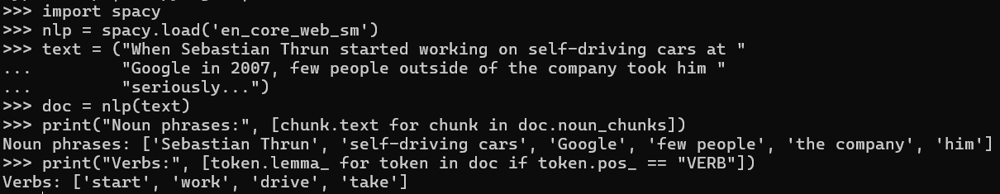 >>> import spacy
>>> nlp = spacy.load('en_core_web_sm')
>>> text = ("When Sebastian Thrun started working on self-driving cars at "
...         "Google in 2007, few people outside of the company took him "
...         "seriously...")
>>> doc = nlp(text)
>>> print("Noun phrases:", [chunk.text for chunk in doc.noun_chunks])
Noun phrases: ['Sebastian Thrun', 'self-driving cars', 'Google', 'few people', 'the company', 'him']
>>> print("Verbs:", [token.lemma_ for token in doc if token.pos_ == "VERB"])
Verbs: ['start', 'work', 'drive', 'take']